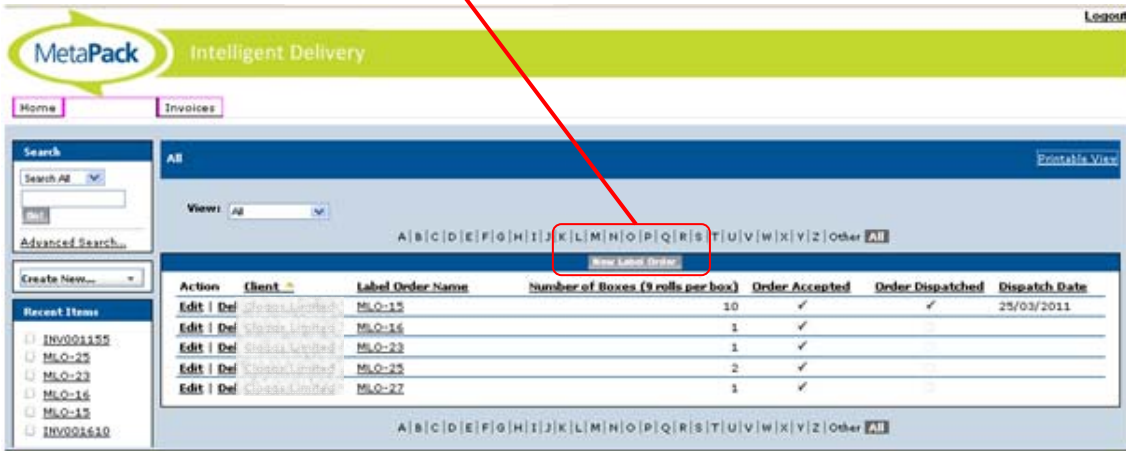 Logout
MetaPack Intelligent Delivery
Home Invoices
Search
Search All
Advanced Search...
Create New...
Recent Items
INV001155
MLO-25
MLO-23
MLO-16
MLO-15
INV001610
All Printable View
View: All
A|B|C|D|E|F|G|H|I|J|K|L|M|N|O|P|Q|R|S|T|U|V|W|X|Y|Z|Other All
New Label Order
Action Client Label Order Name Number of Boxes (9 rolls per box) Order Accepted Order Dispatched Dispatch Date
Edit | Del MLO-15 10 ✓ ✓ 25/03/2011
Edit | Del MLO-16 1 ✓
Edit | Del MLO-23 1 ✓
Edit | Del MLO-25 2 ✓
Edit | Del MLO-27 1 ✓
A|B|C|D|E|F|G|H|I|J|K|L|M|N|O|P|Q|R|S|T|U|V|W|X|Y|Z|Other All